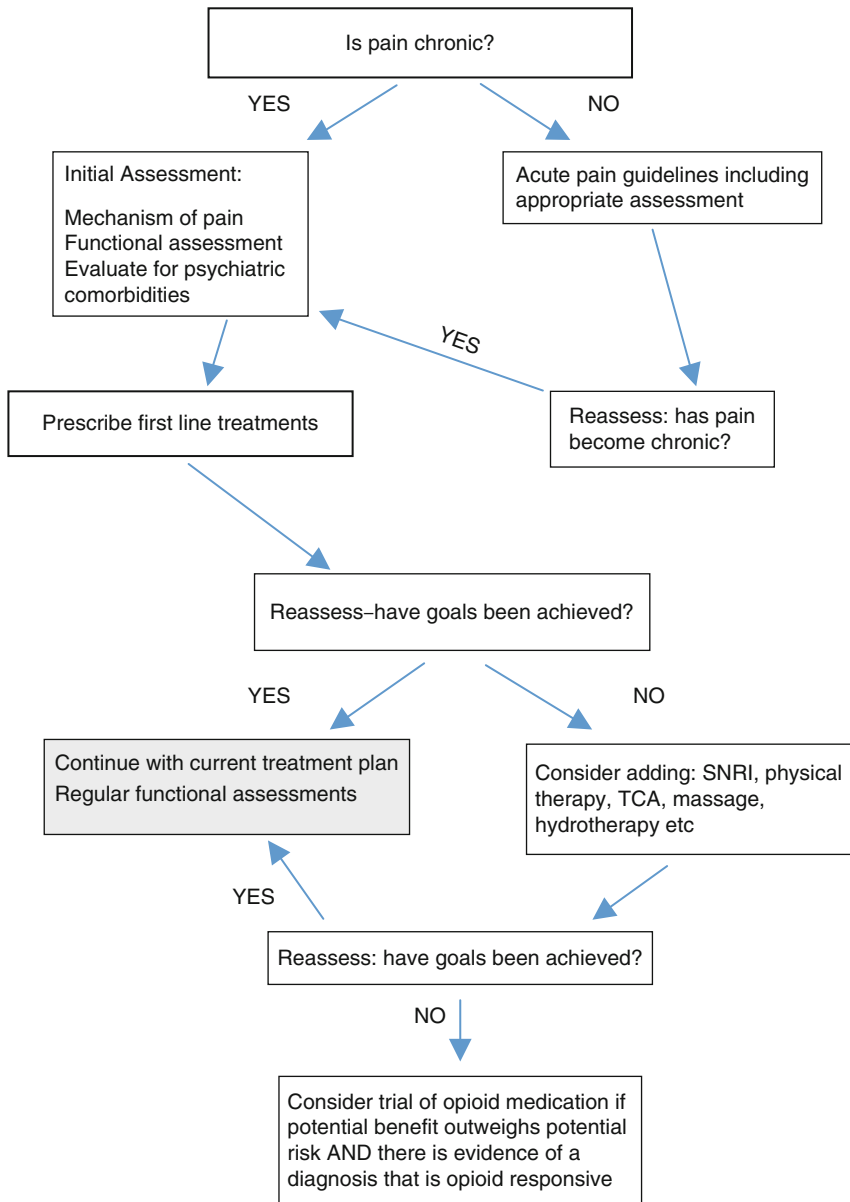 Is pain chronic?
YES
NO
Initial Assessment:
Mechanism of pain
Functional assessment
Evaluate for psychiatric
comorbidities
Acute pain guidelines including
appropriate assessment
YES
Prescribe first line treatments
Reassess: has pain
become chronic?
Reassess–have goals been achieved?
YES
NO
Continue with current treatment plan
Regular functional assessments
Consider adding: SNRI, physical
therapy, TCA, massage,
hydrotherapy etc
YES
Reassess: have goals been achieved?
NO
Consider trial of opioid medication if
potential benefit outweighs potential
risk AND there is evidence of a
diagnosis that is opioid responsive